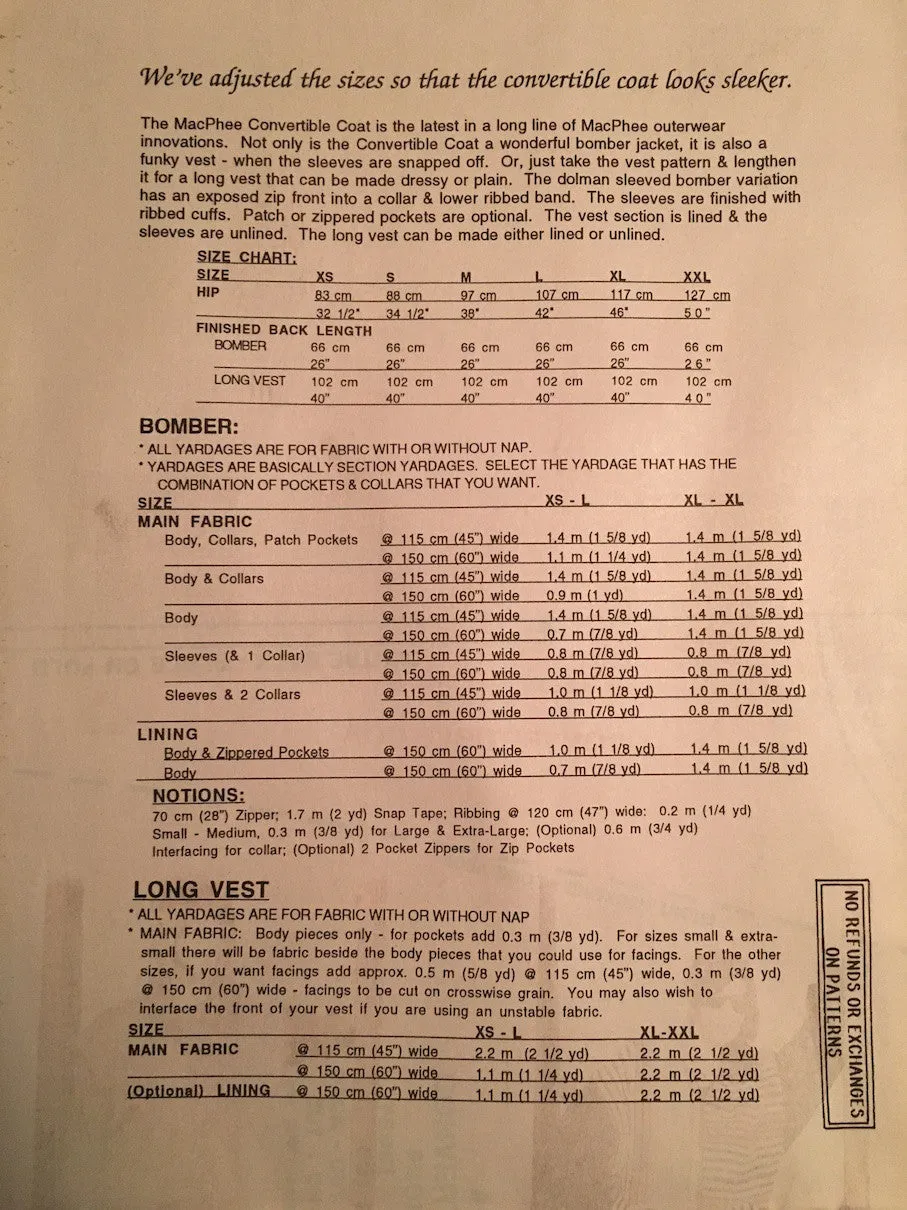 We've adjusted the sizes so that the convertible coat looks sleeker.
The MacPhee Convertible Coat is the latest in a long line of MacPhee outerwear
innovations. Not only is the Convertible Coat a wonderful bomber jacket, it is also a
funky vest - when the sleeves are snapped off. Or, just take the vest pattern & lengthen
it for a long vest that can be made dressy or plain. The dolman sleeved bomber variation
has an exposed zip front into a collar & lower ribbed band. The sleeves are finished with
ribbed cuffs. Patch or zippered pockets are optional. The vest section is lined & the
sleeves are unlined. The long vest can be made either lined or unlined.
SIZE CHART:
SIZE XS S M L XL XXL
HIP 83 cm 88 cm 97 cm 107 cm 117 cm 127 cm
32 1/2" 34 1/2" 38" 42" 46" 50"
FINISHED BACK LENGTH
BOMBER 66 cm 66 cm 66 cm 66 cm 66 cm 66 cm
26" 26" 26" 26" 26" 26"
LONG VEST 102 cm 102 cm 102 cm 102 cm 102 cm 102 cm
40" 40" 40" 40" 40" 40"
BOMBER:
* ALL YARDAGES ARE FOR FABRIC WITH OR WITHOUT NAP.
* YARDAGES ARE BASICALLY SECTION YARDAGES. SELECT THE YARDAGE THAT HAS THE
COMBINATION OF POCKETS & COLLARS THAT YOU WANT.
SIZE XS - L XL - XL
MAIN FABRIC
Body, Collars, Patch Pockets @ 115 cm (45") wide 1.4 m (1 5/8 yd) 1.4 m (1 5/8 yd)
@ 150 cm (60") wide 1.1 m (1 1/4 yd) 1.4 m (1 5/8 yd)
Body & Collars @ 115 cm (45") wide 1.4 m (1 5/8 yd) 1.4 m (1 5/8 yd)
@ 150 cm (60") wide 0.9 m (1 yd) 1.4 m (1 5/8 yd)
Body @ 115 cm (45") wide 1.4 m (1 5/8 yd) 1.4 m (1 5/8 yd)
@ 150 cm (60") wide 0.7 m (7/8 yd) 1.4 m (1 5/8 yd)
Sleeves (& 1 Collar) @ 115 cm (45") wide 0.8 m (7/8 yd) 0.8 m (7/8 yd)
@ 150 cm (60") wide 0.8 m (7/8 yd) 0.8 m (7/8 yd)
Sleeves & 2 Collars @ 115 cm (45") wide 1.0 m (1 1/8 yd) 1.0 m (1 1/8 yd)
@ 150 cm (60") wide 0.8 m (7/8 yd) 0.8 m (7/8 yd)
LINING
Body & Zippered Pockets @ 150 cm (60") wide 1.0 m (1 1/8 yd) 1.4 m (1 5/8 yd)
Body @ 150 cm (60") wide 0.7 m (7/8 yd) 1.4 m (1 5/8 yd)
NOTIONS:
70 cm (28") Zipper; 1.7 m (2 yd) Snap Tape; Ribbing @ 120 cm (47") wide: 0.2 m (1/4 yd)
Small - Medium, 0.3 m (3/8 yd) for Large & Extra-Large; (Optional) 0.6 m (3/4 yd)
Interfacing for collar; (Optional) 2 Pocket Zippers for Zip Pockets
LONG VEST
* ALL YARDAGES ARE FOR FABRIC WITH OR WITHOUT NAP
* MAIN FABRIC: Body pieces only - for pockets add 0.3 m (3/8 yd). For sizes small & extra-
small there will be fabric beside the body pieces that you could use for facings. For the other
sizes, if you want facings add approx. 0.5 m (5/8 yd) @ 115 cm (45") wide, 0.3 m (3/8 yd)
@ 150 cm (60") wide - facings to be cut on crosswise grain. You may also wish to
interface the front of your vest if you are using an unstable fabric.
SIZE XS - L XL-XXL
MAIN FABRIC @ 115 cm (45") wide 2.2 m (2 1/2 yd) 2.2 m (2 1/2 yd)
@ 150 cm (60") wide 1.1 m (1 1/4 yd) 2.2 m (2 1/2 yd)
(Optional) LINING @ 150 cm (60") wide 1.1 m (1 1/4 yd) 2.2 m (2 1/2 yd)
NO REFUNDS OR EXCHANGES
ON PATTERNS